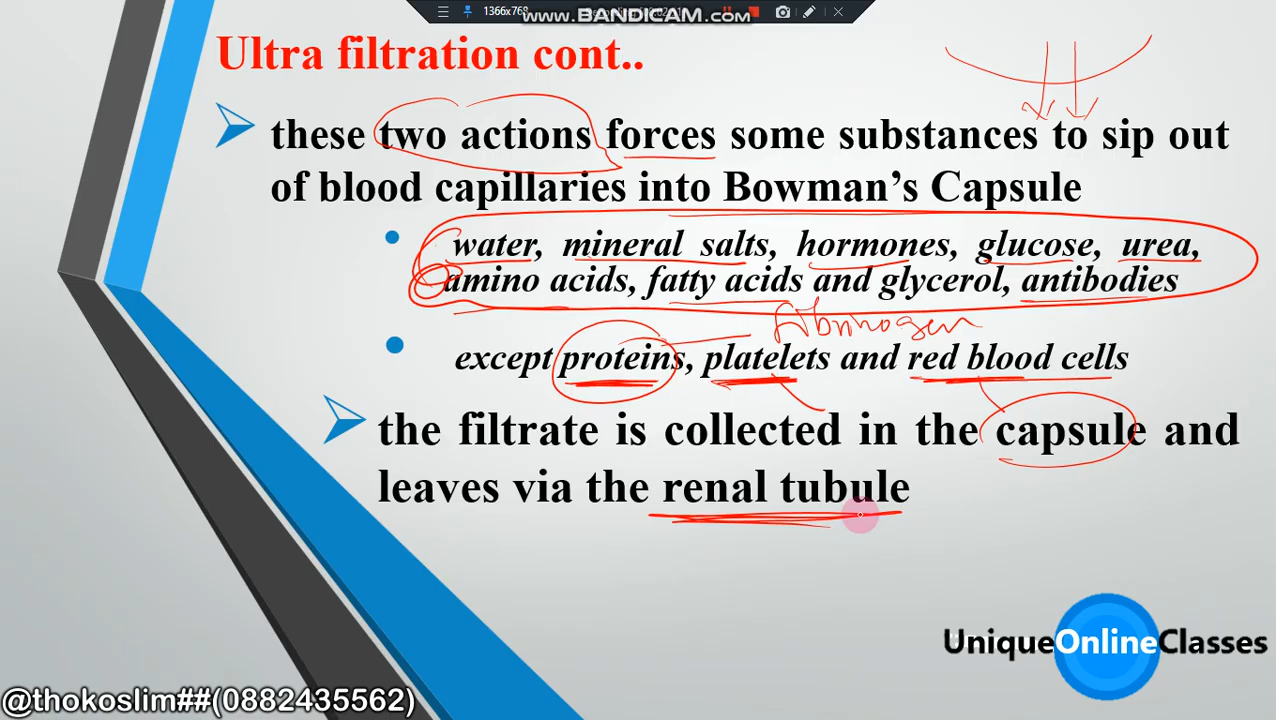 1366x768
www.BANDICAM.com
Ultra filtration cont..
these two actions forces some substances to sip out
of blood capillaries into Bowman's Capsule
water, mineral salts, hormones, glucose, urea,
amino acids, fatty acids and glycerol, antibodies
fibrinogen
except proteins, platelets and red blood cells
the filtrate is collected in the capsule and
leaves via the renal tubule
UniqueOnlineClasses
@thokoslim##(0882435562)